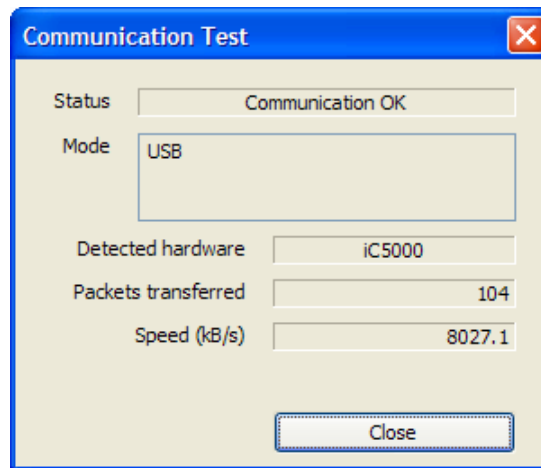 Communication Test
Status Communication OK
Mode USB
Detected hardware iC5000
Packets transferred 104
Speed (kB/s) 8027.1
Close